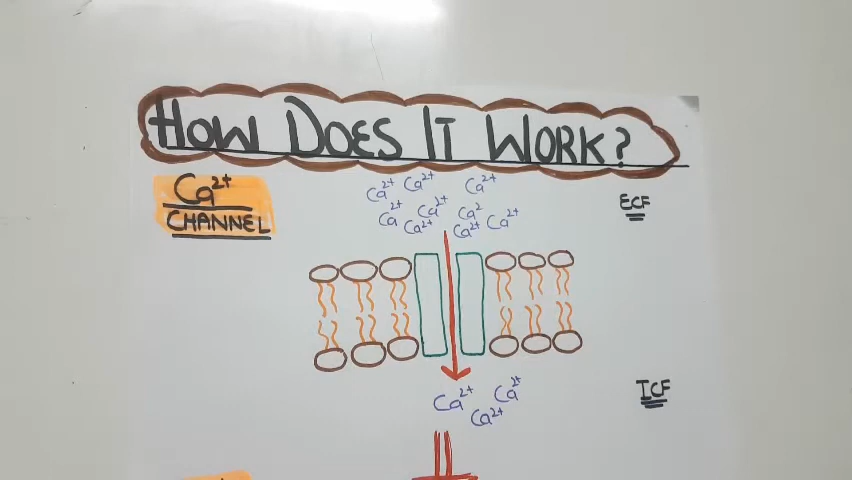 HOW DOES IT WORK?
Ca2+
CHANNEL
Ca2+ Ca2+ Ca2+
Ca2+ Ca2+ Ca2 Ca2+
Ca2+ Ca2+
ECF
ICF
Ca2+ Ca2+
Ca2+